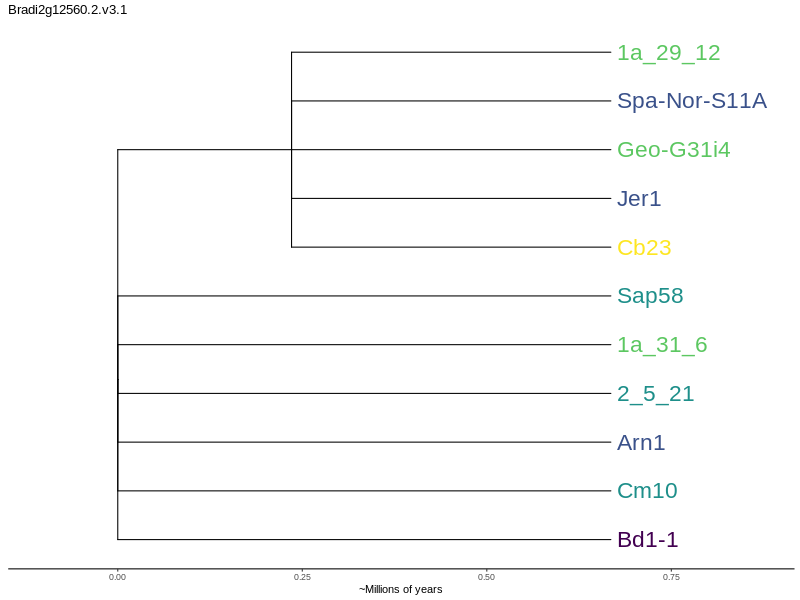 Bradi2g12560.2.v3.1
1a_29_12
Spa-Nor-S11A
Geo-G31i4
Jer1
Cb23
Sap58
1a_31_6
2_5_21
Arn1
Cm10
Bd1-1
0.00 0.25 0.50 0.75
~Millions of years